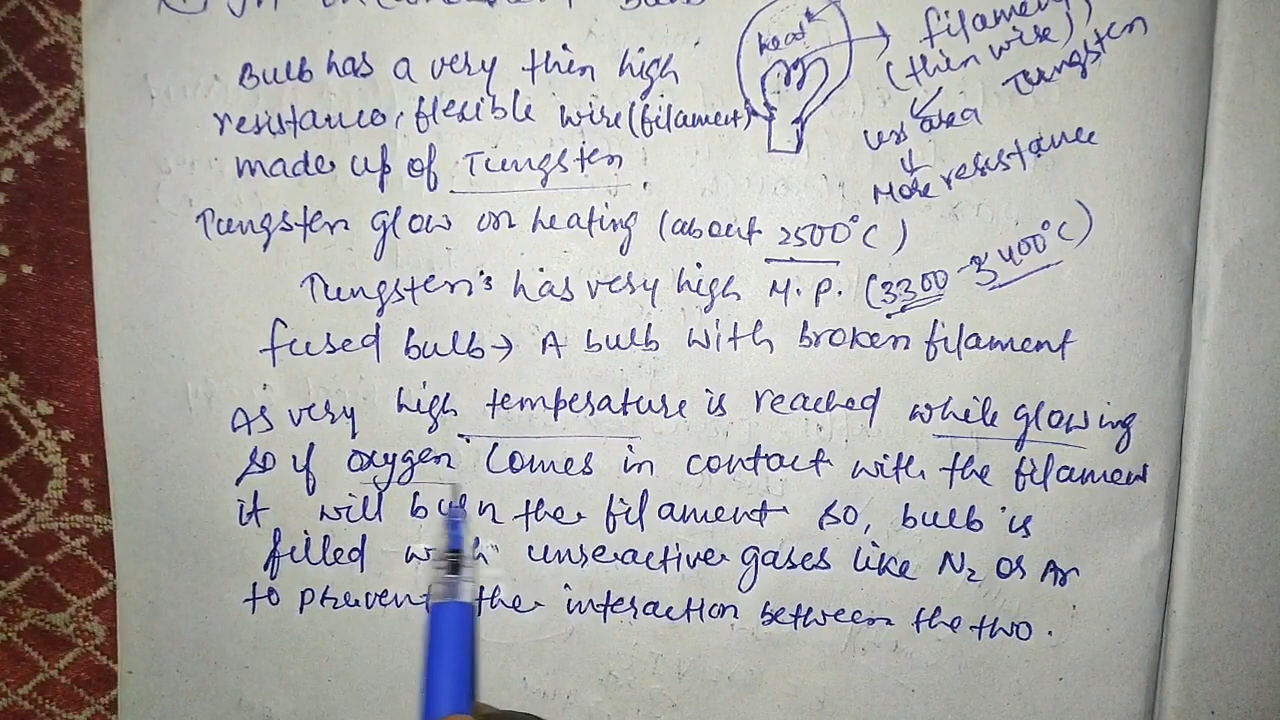 Bulb has a very thin high
resistance, flexible wire (filament)
made up of Tungsten.
heat
filament
(thin wire)
Tungsten
less area
↓
More resistance
Tungsten glow on heating (about 2500°C)
Tungsten's has very high M.P. (3300-3400°C)
fused bulb → A bulb with broken filament
As very high temperature is reached while glowing
so if oxygen comes in contact with the filament
it will burn the filament so, bulb is
filled with unreactive gases like N₂ or Ar
to prevent the interaction between the two.